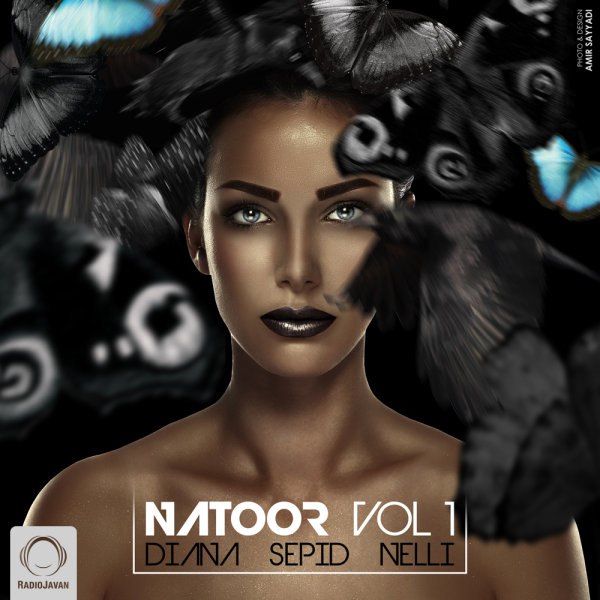 PHOTO & DESIGN
AMIR SAYYADI
NATOOR VOL 1
DIANA SEPID NELLI
RADIOJAVAN